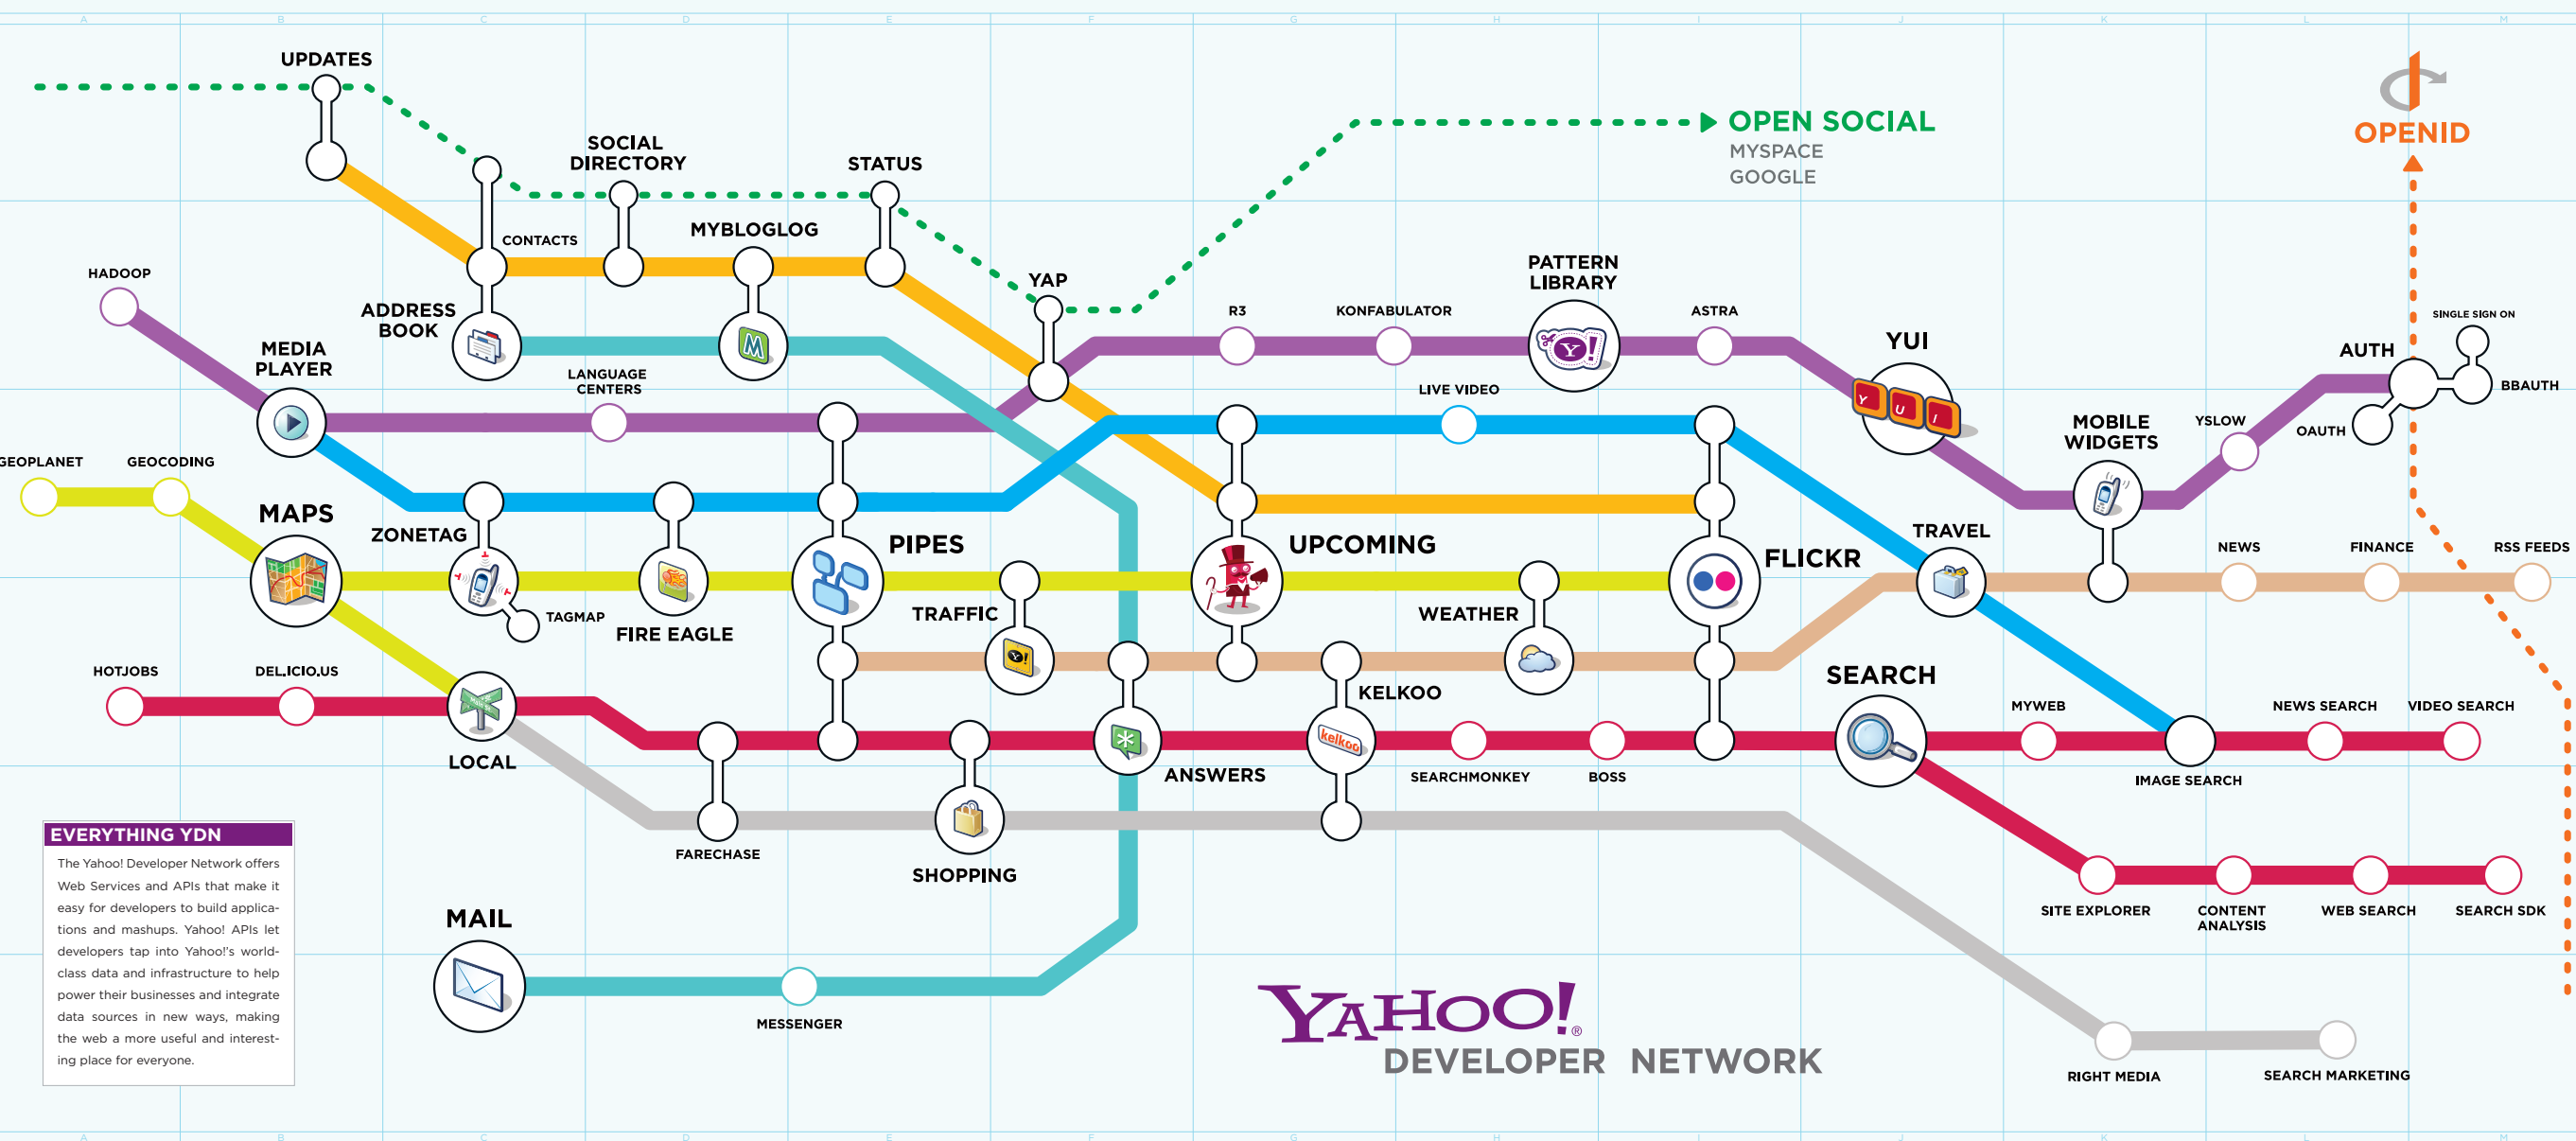 A B C D E F G H I J K L M
UPDATES
SOCIAL
DIRECTORY
STATUS
OPEN SOCIAL
MYSPACE
GOOGLE
OPENID
CONTACTS
MYBLOGLOG
HADOOP
ADDRESS
BOOK
YAP
R3
KONFABULATOR
PATTERN
LIBRARY
Y!
ASTRA
YUI
Y U I
SINGLE SIGN ON
AUTH
BBAUTH
OAUTH
MEDIA
PLAYER
M
LANGUAGE
CENTERS
LIVE VIDEO
MOBILE
WIDGETS
YSLOW
GEOPLANET
GEOCODING
MAPS
ZONETAG
TAGMAP
FIRE EAGLE
PIPES
TRAFFIC
Y!
UPCOMING
WEATHER
FLICKR
TRAVEL
NEWS
FINANCE
RSS FEEDS
HOTJOBS
DEL.ICIO.US
LOCAL
KELKOO
kelkoo
SEARCH
MYWEB
IMAGE SEARCH
NEWS SEARCH
VIDEO SEARCH
ANSWERS
SEARCHMONKEY
BOSS
FARECHASE
SHOPPING
SITE EXPLORER
CONTENT
ANALYSIS
WEB SEARCH
SEARCH SDK
EVERYTHING YDN
The Yahoo! Developer Network offers
Web Services and APIs that make it
easy for developers to build applica-
tions and mashups. Yahoo! APIs let
developers tap into Yahoo!'s world-
class data and infrastructure to help
power their businesses and integrate
data sources in new ways, making
the web a more useful and interest-
ing place for everyone.
MAIL
MESSENGER
YAHOO!®
DEVELOPER NETWORK
RIGHT MEDIA
SEARCH MARKETING
A B C D E F G H I J K L M